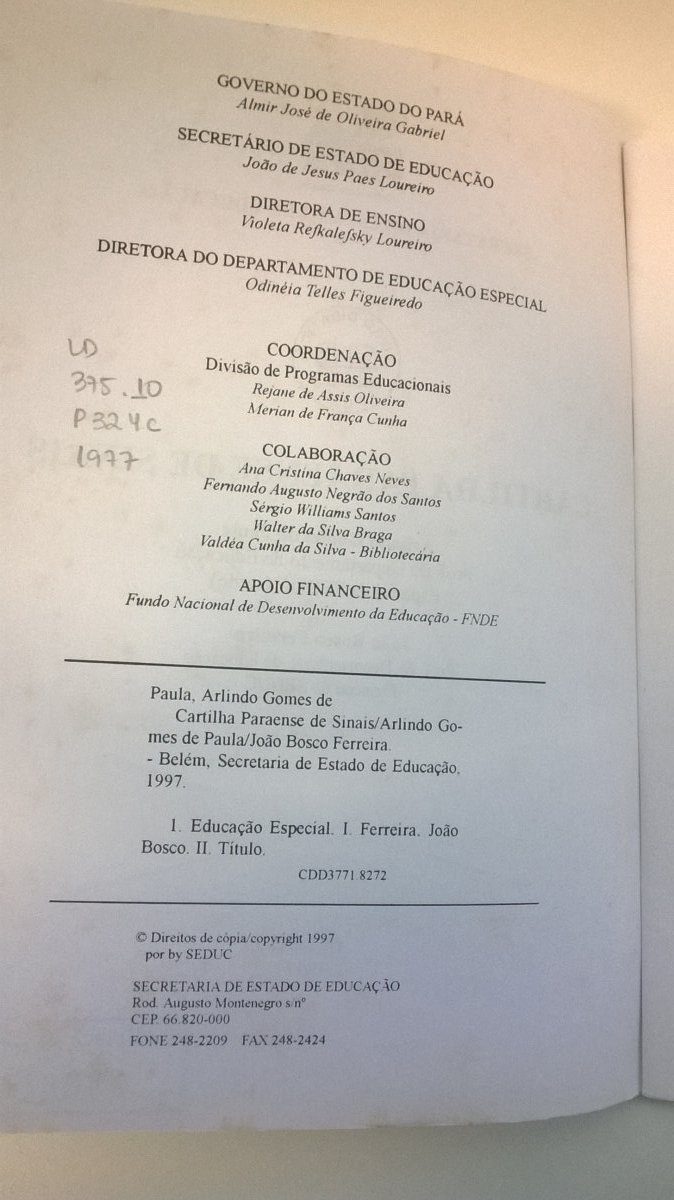 GOVERNO DO ESTADO DO PARÁ
Almir José de Oliveira Gabriel
SECRETÁRIO DE ESTADO DE EDUCAÇÃO
João de Jesus Paes Loureiro
DIRETORA DE ENSINO
Violeta Refkalefsky Loureiro
DIRETORA DO DEPARTAMENTO DE EDUCAÇÃO ESPECIAL
Odinéia Telles Figueiredo
COORDENAÇÃO
Divisão de Programas Educacionais
Rejane de Assis Oliveira
Merian de França Cunha
LD
375.10
P324c
1977
COLABORAÇÃO
Ana Cristina Chaves Neves
Fernando Augusto Negrão dos Santos
Sérgio Williams Santos
Walter da Silva Braga
Valdéa Cunha da Silva - Bibliotecária
APOIO FINANCEIRO
Fundo Nacional de Desenvolvimento da Educação - FNDE
Paula, Arlindo Gomes de
Cartilha Paraense de Sinais/Arlindo Go-
mes de Paula/João Bosco Ferreira.
- Belém, Secretaria de Estado de Educação,
1997.
1. Educação Especial. I. Ferreira. João
Bosco. II. Título.
CDD3771.8272
© Direitos de cópia/copyright 1997
por by SEDUC
SECRETARIA DE ESTADO DE EDUCAÇÃO
Rod. Augusto Montenegro s/nº
CEP. 66.820-000
FONE 248-2209 FAX 248-2424